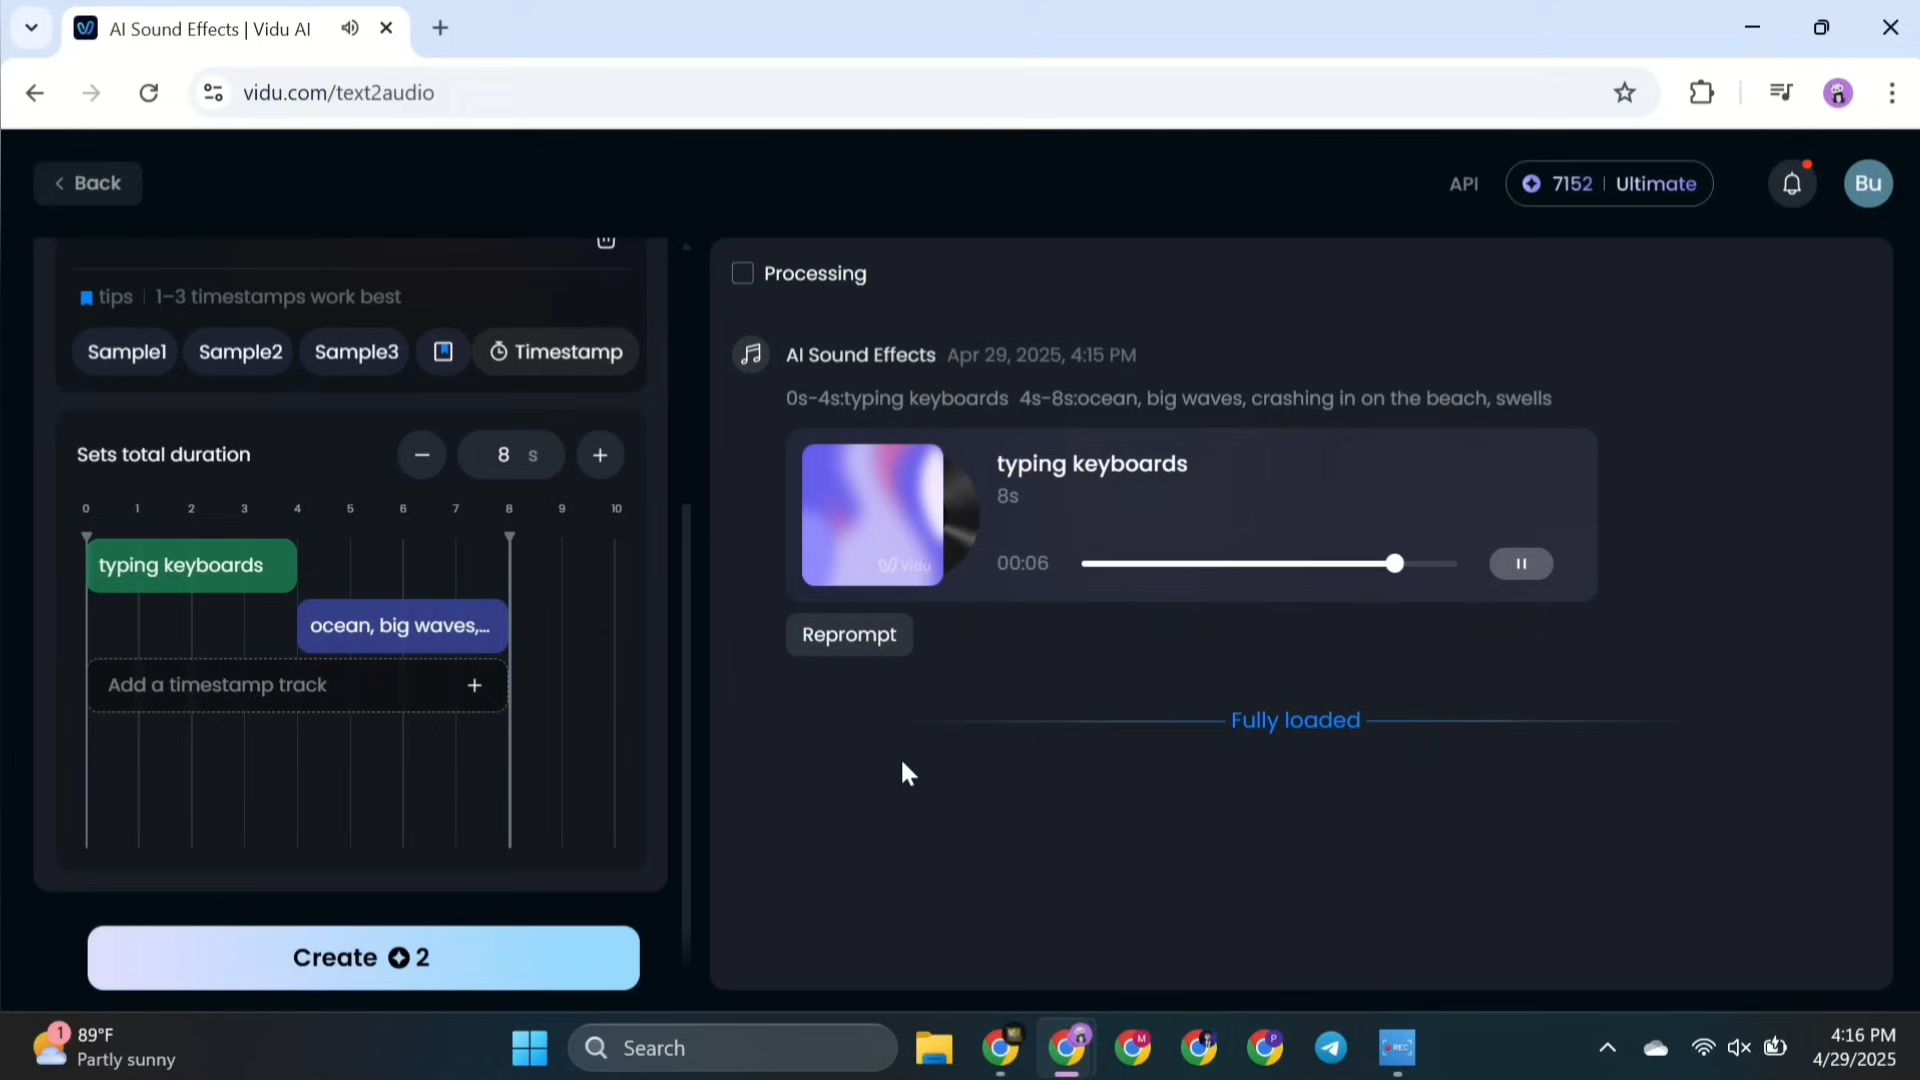 AI Sound Effects | Vidu AI
vidu.com/text2audio
Back
API
7152 | Ultimate
Bu
tips | 1-3 timestamps work best
Sample1
Sample2
Sample3
Timestamp
Sets total duration
8 s
0 1 2 3 4 5 6 7 8 9 10
typing keyboards
ocean, big waves,...
Add a timestamp track
Create 2
Processing
AI Sound Effects Apr 29, 2025, 4:15 PM
0s-4s:typing keyboards 4s-8s:ocean, big waves, crashing in on the beach, swells
typing keyboards
8s
Vidu
00:06
Reprompt
Fully loaded
1
89°F
Partly sunny
Search
M
P
REC
4:16 PM
4/29/2025